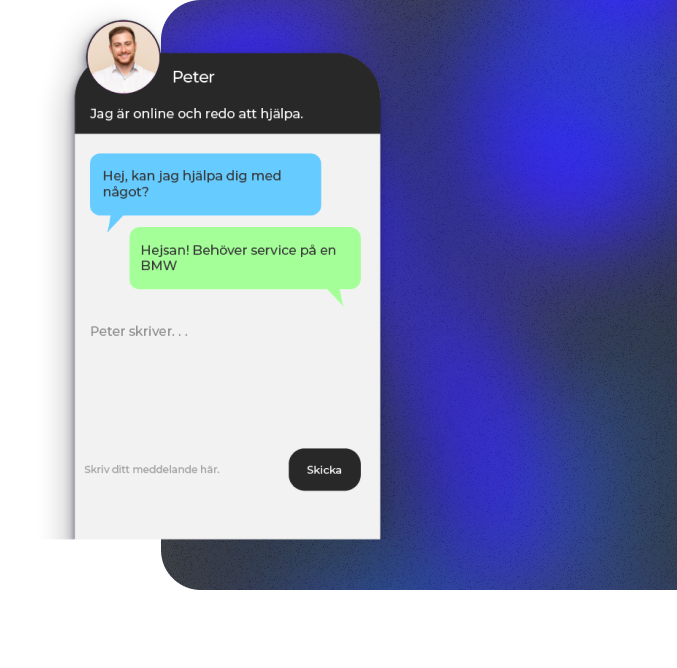 Peter
Jag är online och redo att hjälpa.
Hej, kan jag hjälpa dig med
något?
Hejsan! Behöver service på en
BMW
Peter skriver. . .
Skriv ditt meddelande här.
Skicka